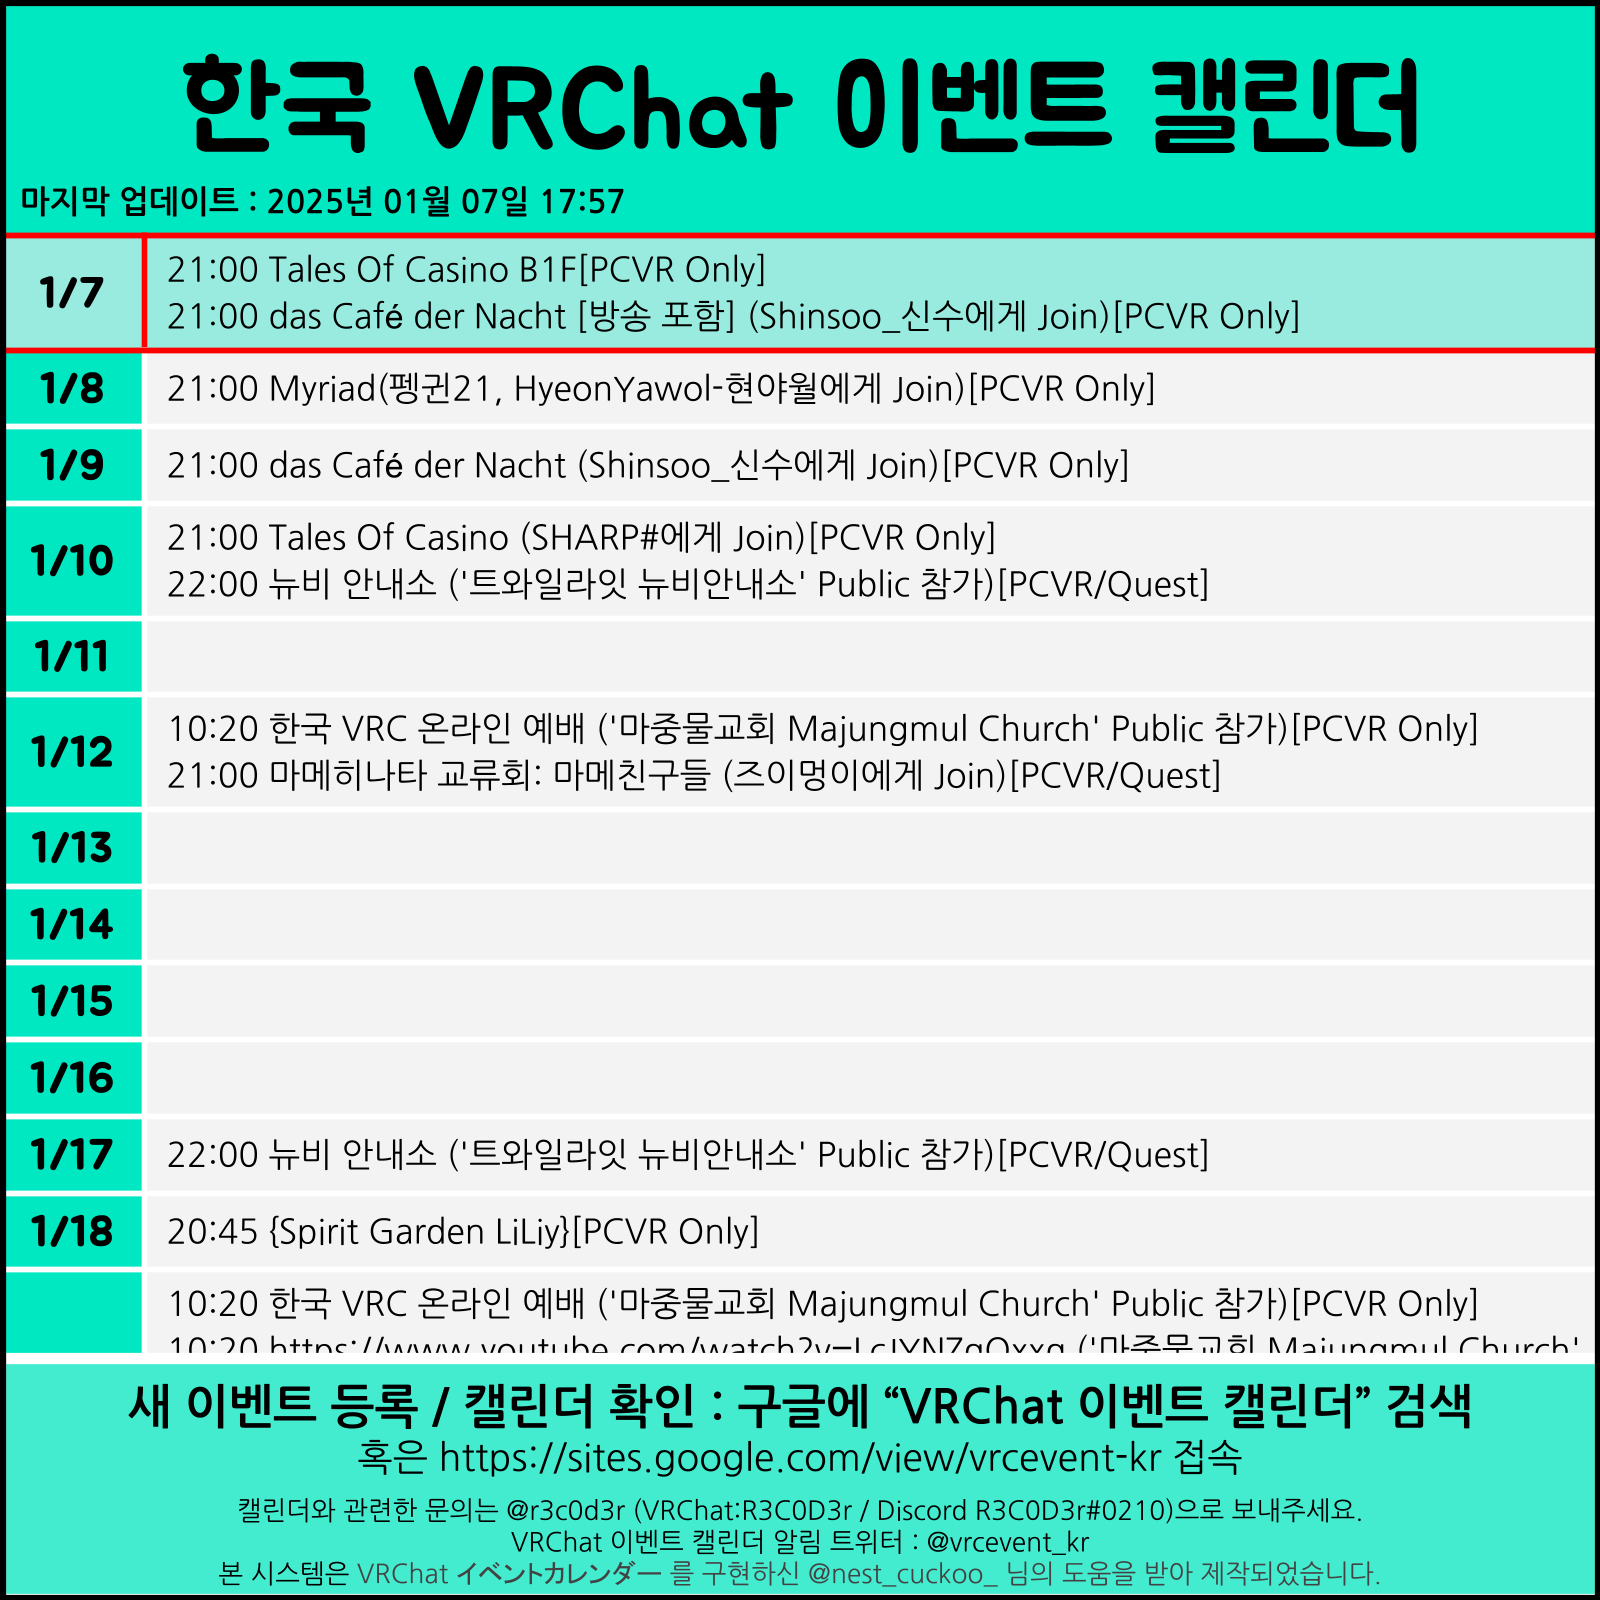 한국 VRChat 이벤트 캘린더
마지막 업데이트 : 2025년 01월 07일 17:57
1/7
21:00 Tales Of Casino B1F[PCVR Only]
21:00 das Café der Nacht [방송 포함] (Shinsoo_신수에게 Join)[PCVR Only]
1/8
21:00 Myriad(펭귄21, HyeonYawol-현야월에게 Join)[PCVR Only]
1/9
21:00 das Café der Nacht (Shinsoo_신수에게 Join)[PCVR Only]
1/10
21:00 Tales Of Casino (SHARP#에게 Join)[PCVR Only]
22:00 뉴비 안내소 ('트와일라잇 뉴비안내소' Public 참가)[PCVR/Quest]
1/11
1/12
10:20 한국 VRC 온라인 예배 ('마중물교회 Majungmul Church' Public 참가)[PCVR Only]
21:00 마메히나타 교류회: 마메친구들 (즈이멍이에게 Join)[PCVR/Quest]
1/13
1/14
1/15
1/16
1/17
22:00 뉴비 안내소 ('트와일라잇 뉴비안내소' Public 참가)[PCVR/Quest]
1/18
20:45 {Spirit Garden LiLiy}[PCVR Only]
10:20 한국 VRC 온라인 예배 ('마중물교회 Majungmul Church' Public 참가)[PCVR Only]
10:20 ('마중물교회 Majungmul Church'
새 이벤트 등록 / 캘린더 확인 : 구글에 “VRChat 이벤트 캘린더” 검색
혹은 https://sites.google.com/view/vrcevent-kr 접속
캘린더와 관련한 문의는 @r3c0d3r (VRChat:R3C0D3r / Discord R3C0D3r#0210)으로 보내주세요.
VRChat 이벤트 캘린더 알림 트위터 : @vrcevent_kr
본 시스템은 VRChat イベントカレンダー 를 구현하신 @nest_cuckoo_ 님의 도움을 받아 제작되었습니다.